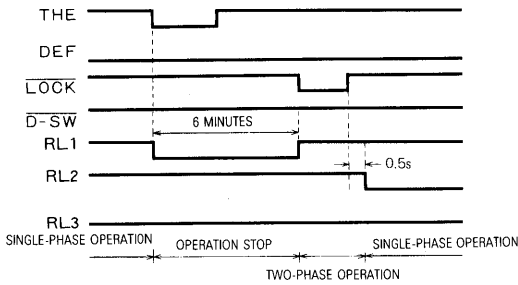 THE
DEF
LOCK
D-SW
6 MINUTES
RL1
0.5s
RL2
RL3
SINGLE-PHASE OPERATION
OPERATION STOP
SINGLE-PHASE OPERATION
TWO-PHASE OPERATION